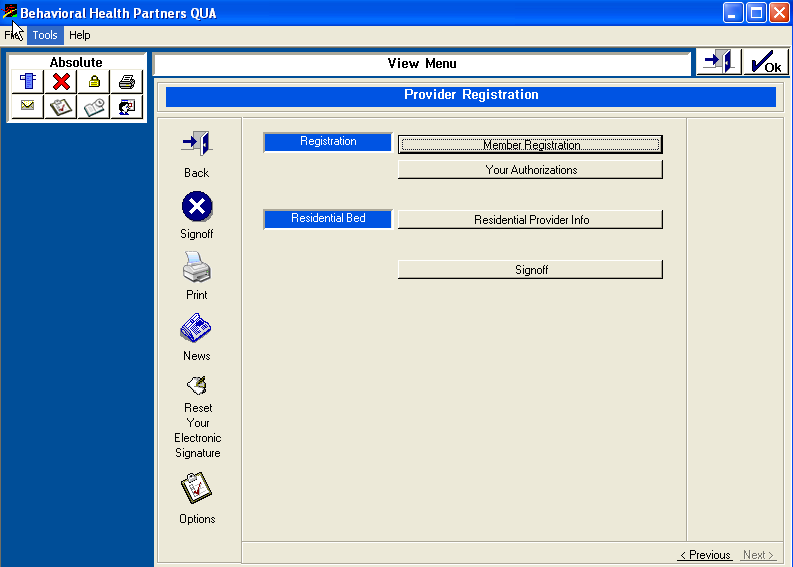 Behavioral Health Partners QUA
File Tools Help
Absolute
View Menu
Ok
Provider Registration
Back
Signoff
Print
News
Reset
Your
Electronic
Signature
Options
Registration
Member Registration
Your Authorizations
Residential Bed
Residential Provider Info
Signoff
< Previous Next >